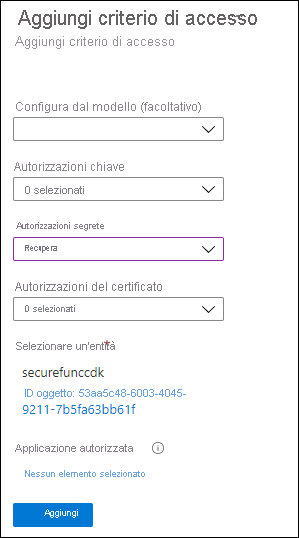 Aggiungi criterio di accesso
Aggiungi criterio di accesso
Configura dal modello (facoltativo)
Autorizzazioni chiave
0 selezionati
Autorizzazioni segrete
Recupera
Autorizzazioni del certificato
0 selezionati
Selezionare un'entità*
securefunccdk
ID oggetto: 53aa5c48-6003-4045-
9211-7b5fa63bb61f
Applicazione autorizzata
Nessun elemento selezionato
Aggiungi